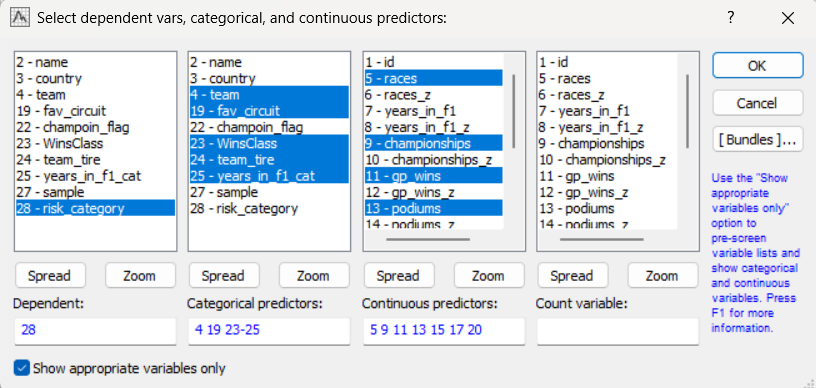 Select dependent vars, categorical, and continuous predictors:
?
2 - name
3 - country
4 - team
19 - fav_circuit
22 - champoin_flag
23 - WinsClass
24 - team_tire
25 - years_in_f1_cat
27 - sample
28 - risk_category
2 - name
3 - country
4 - team
19 - fav_circuit
22 - champoin_flag
23 - WinsClass
24 - team_tire
25 - years_in_f1_cat
27 - sample
28 - risk_category
1 - id
5 - races
6 - races_z
7 - years_in_f1
8 - years_in_f1_z
9 - championships
10 - championships_z
11 - gp_wins
12 - gp_wins_z
13 - podiums
14 - podiums_z
1 - id
5 - races
6 - races_z
7 - years_in_f1
8 - years_in_f1_z
9 - championships
10 - championships_z
11 - gp_wins
12 - gp_wins_z
13 - podiums
14 - podiums_z
OK
Cancel
[ Bundles ]...
Use the "Show
appropriate
variables only"
option to
pre-screen
variable lists and
show categorical
and continuous
variables. Press
F1 for more
information.
Spread
Zoom
Spread
Zoom
Spread
Zoom
Spread
Zoom
Dependent:
Categorical predictors:
Continuous predictors:
Count variable:
28
4 19 23-25
5 9 11 13 15 17 20
Show appropriate variables only